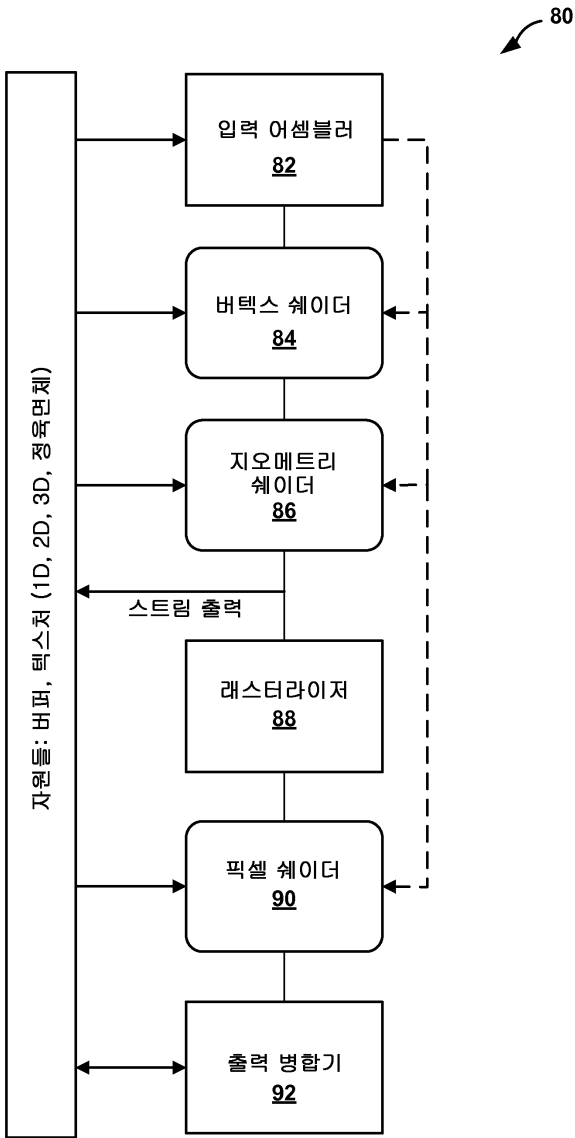 80
입력 어셈블러
82
버텍스 쉐이더
84
지오메트리
쉐이더
86
스트림 출력
래스터라이저
88
픽셀 쉐이더
90
출력 병합기
92
자원들: 버퍼, 텍스처 (1D, 2D, 3D, 정육면체)